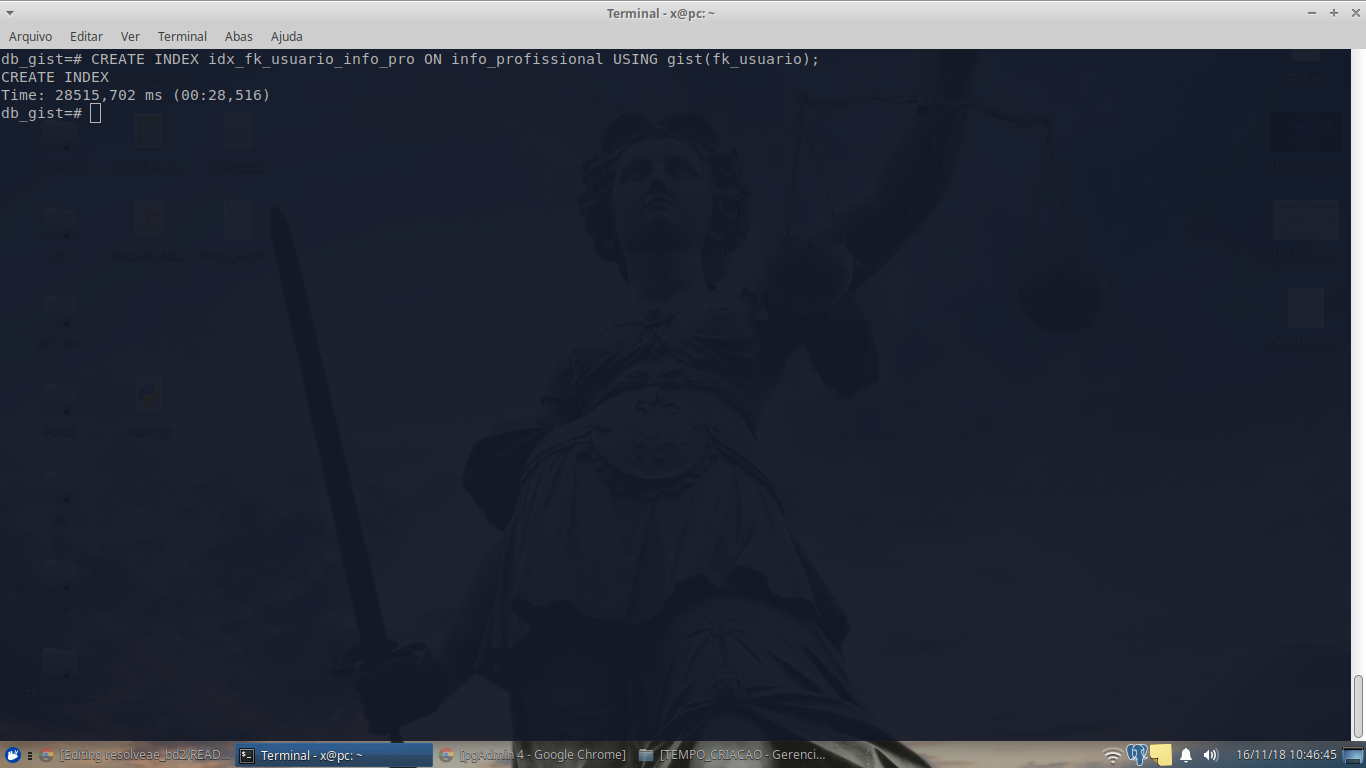 Terminal - x@pc: ~
Arquivo Editar Ver Terminal Abas Ajuda
db_gist=# CREATE INDEX idx_fk_usuario_info_pro ON info_profissional USING gist(fk_usuario);
CREATE INDEX
Time: 28515,702 ms (00:28,516)
db_gist=#
[Editing resolveae_bd2/READ... Terminal - x@pc: ~ [pgAdmin 4 - Google Chrome] [TEMPO_CRIACAO - Gerenci... 16/11/18 10:46:45